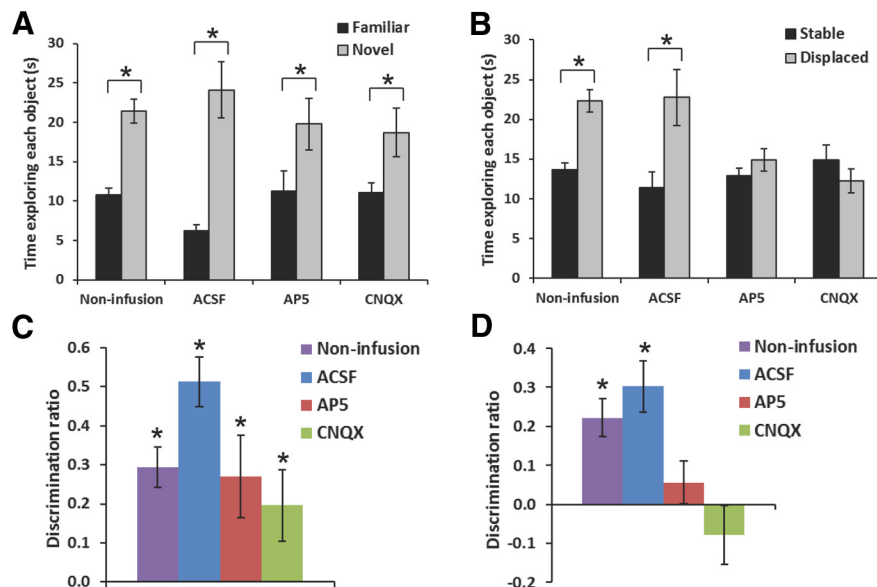 A
Familiar
Novel
Time exploring each object (s)
30
25
20
15
10
5
0
* * * *
Non-infusion ACSF AP5 CNQX
B
Stable
Displaced
Time exploring each object (s)
30
25
20
15
10
5
0
* *
Non-infusion ACSF AP5 CNQX
C
Discrimination ratio
0.6
0.5
0.4
0.3
0.2
0.1
0.0
* * * *
Non-infusion
ACSF
AP5
CNQX
D
Discrimination ratio
0.4
0.3
0.2
0.1
0.0
-0.1
-0.2
* *
Non-infusion
ACSF
AP5
CNQX